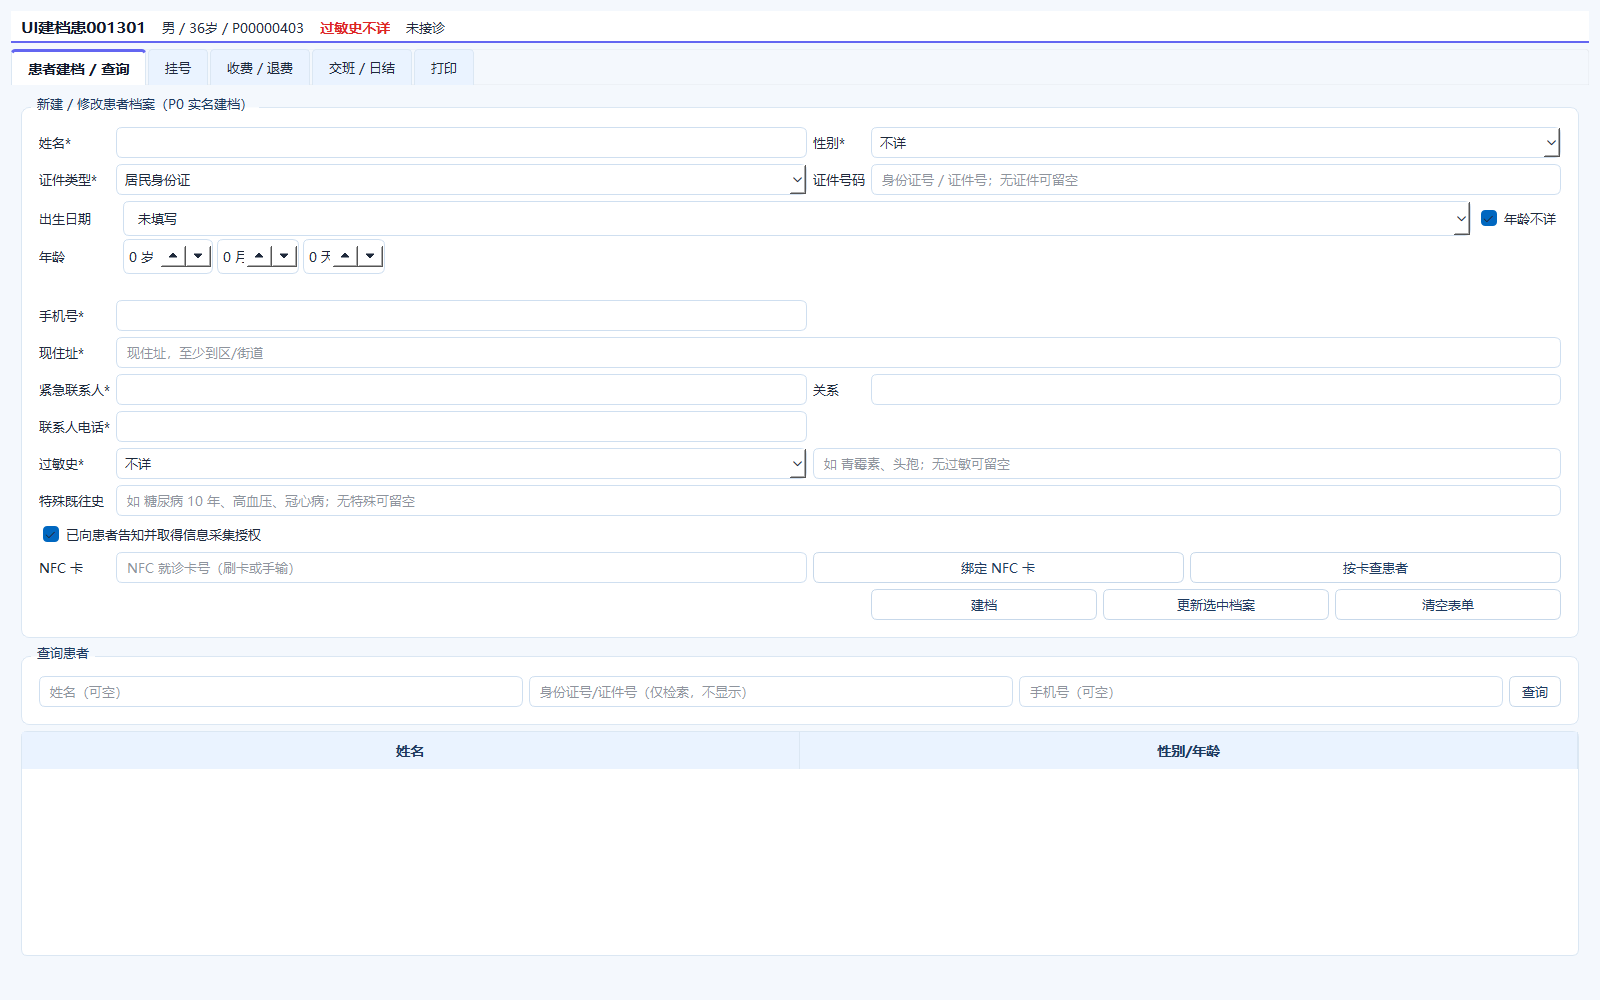 UI建档患001301 男 / 36岁 / P00000403 过敏史不详 未接诊
患者建档 / 查询 挂号 收费 / 退费 交班 / 日结 打印
新建 / 修改患者档案（P0 实名建档）
姓名* 性别* 不详
证件类型* 居民身份证 证件号码 身份证号 / 证件号；无证件可留空
出生日期 未填写 年龄不详
年龄 0 岁 0 月 0 天
手机号*
现住址* 现住址，至少到区/街道
紧急联系人* 关系
联系人电话*
过敏史* 不详 如 青霉素、头孢；无过敏可留空
特殊既往史 如 糖尿病 10 年、高血压、冠心病；无特殊可留空
已向患者告知并取得信息采集授权
NFC 卡 NFC 就诊卡号（刷卡或手输） 绑定 NFC 卡 按卡查患者
建档 更新选中档案 清空表单
查询患者
姓名（可空） 身份证号/证件号（仅检索，不显示） 手机号（可空） 查询
姓名 性别/年龄